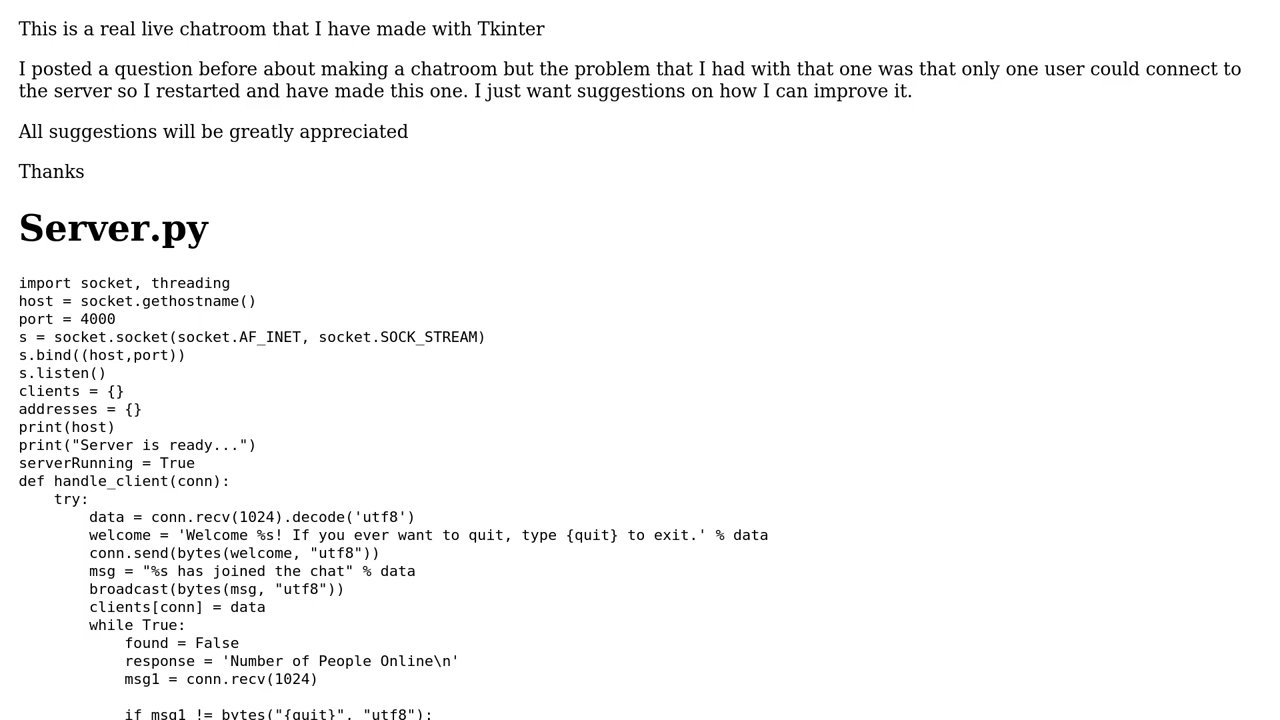 This is a real live chatroom that I have made with Tkinter
I posted a question before about making a chatroom but the problem that I had with that one was that only one user could connect to
the server so I restarted and have made this one. I just want suggestions on how I can improve it.
All suggestions will be greatly appreciated
Thanks
Server.py
import socket, threading
host = socket.gethostname()
port = 4000
s = socket.socket(socket.AF_INET, socket.SOCK_STREAM)
s.bind((host,port))
s.listen()
clients = {}
addresses = {}
print(host)
print("Server is ready...")
serverRunning = True
def handle_client(conn):
    try:
        data = conn.recv(1024).decode('utf8')
        welcome = 'Welcome %s! If you ever want to quit, type {quit} to exit.' % data
        conn.send(bytes(welcome, "utf8"))
        msg = "%s has joined the chat" % data
        broadcast(bytes(msg, "utf8"))
        clients[conn] = data
        while True:
            found = False
            response = 'Number of People Online\n'
            msg1 = conn.recv(1024)
            if msg1 != bytes("{quit}", "utf8"):